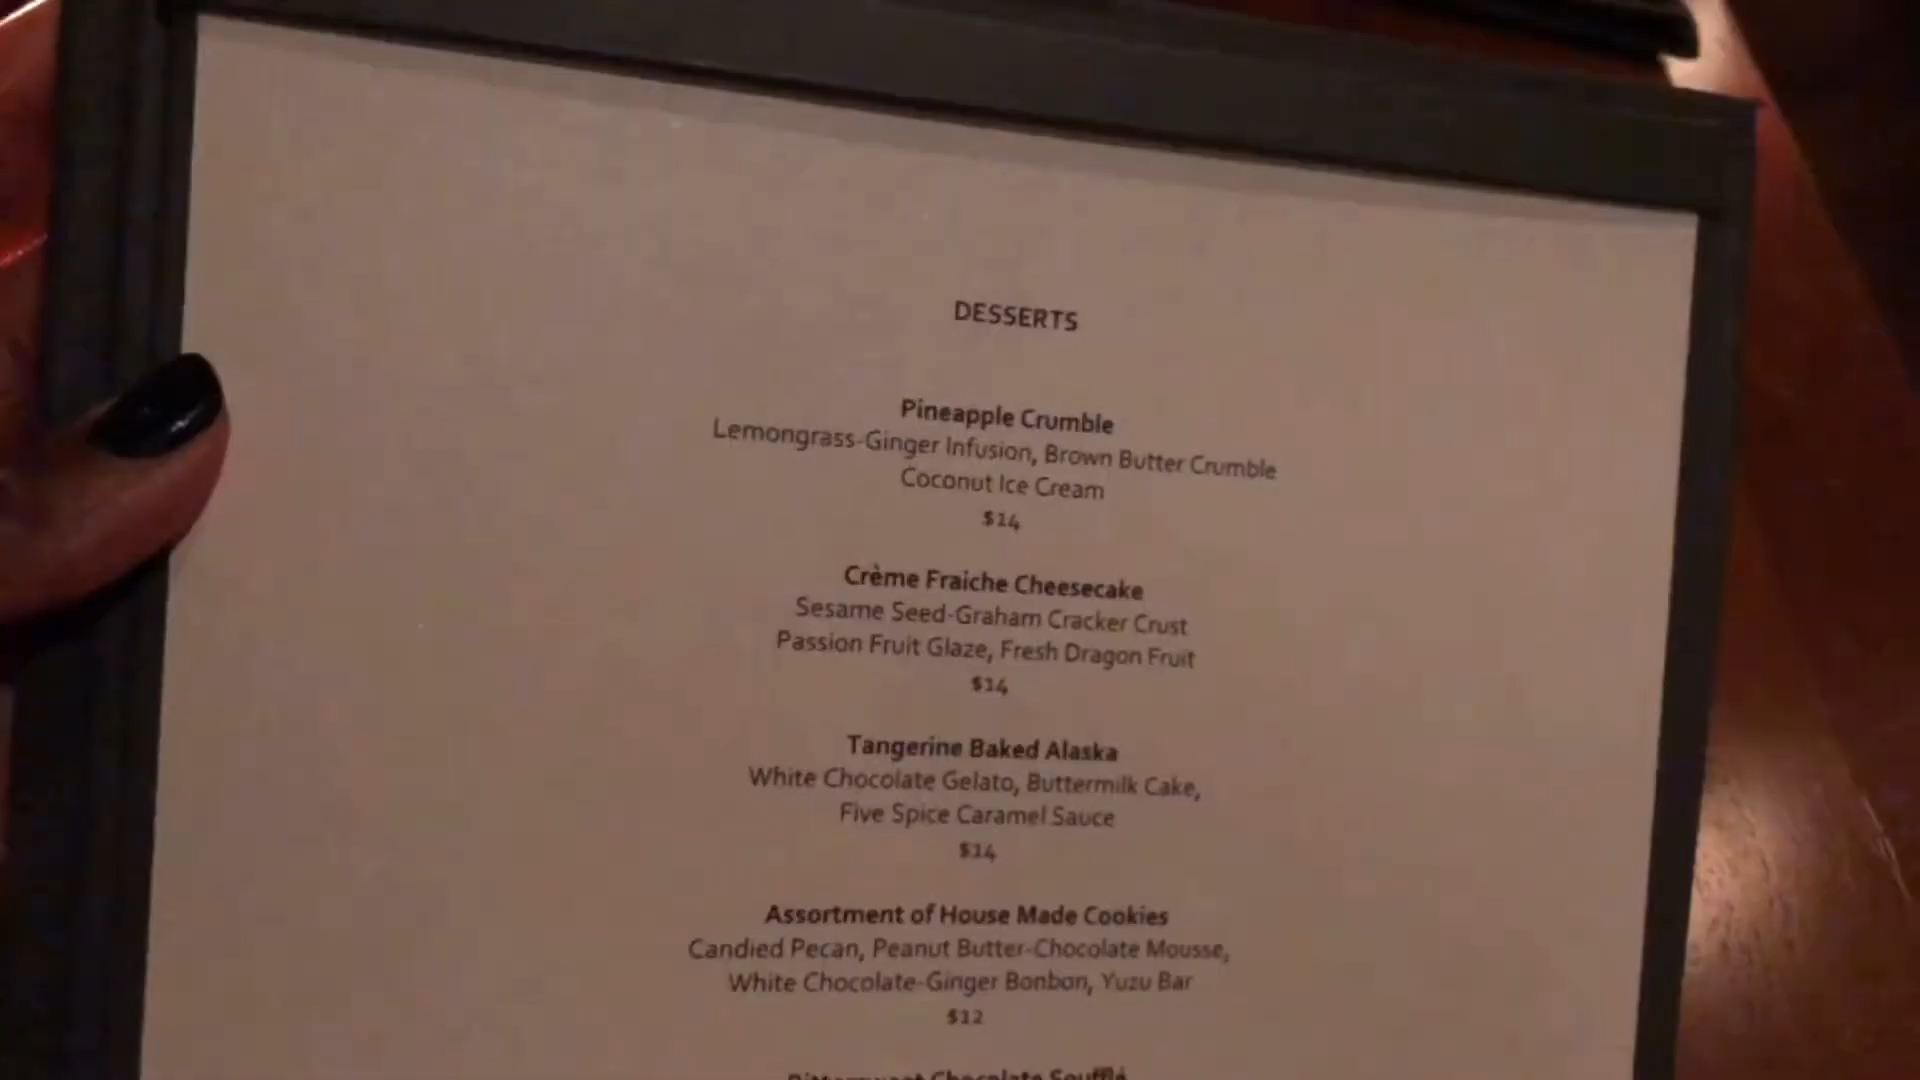 DESSERTS
Pineapple Crumble
Lemongrass-Ginger Infusion, Brown Butter Crumble
Coconut Ice Cream
$14
Crème Fraiche Cheesecake
Sesame Seed-Graham Cracker Crust
Passion Fruit Glaze, Fresh Dragon Fruit
$14
Tangerine Baked Alaska
White Chocolate Gelato, Buttermilk Cake,
Five Spice Caramel Sauce
$14
Assortment of House Made Cookies
Candied Pecan, Peanut Butter-Chocolate Mousse,
White Chocolate-Ginger Bonbon, Yuzu Bar
$12
Bittersweet Chocolate Soufflé